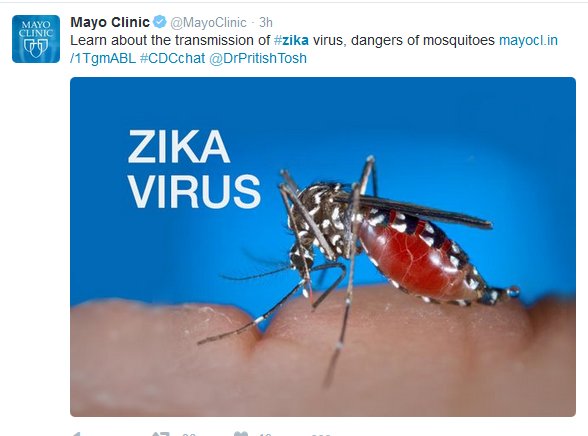 MAYO
CLINIC
Mayo Clinic @MayoClinic · 3h
Learn about the transmission of #zika virus, dangers of mosquitoes mayocl.in
/1TgmABL #CDCchat @DrPritishTosh
ZIKA
VIRUS